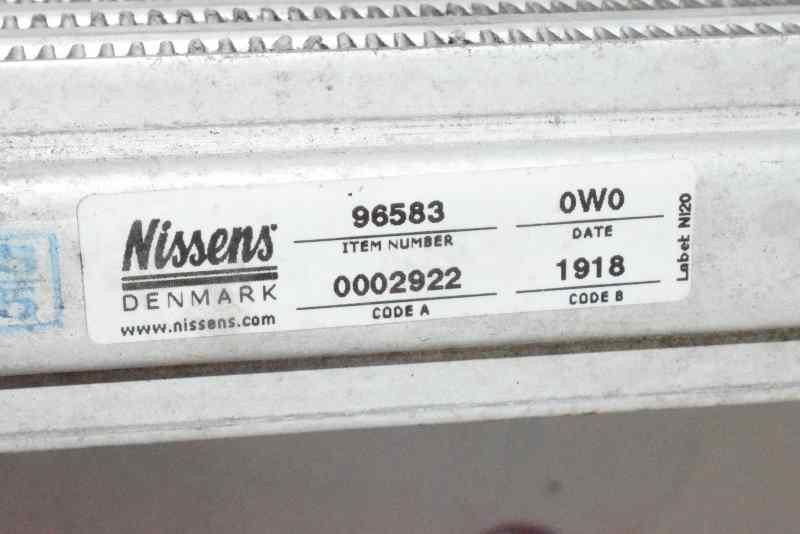 Nissens
DENMARK
www.nissens.com
96583
ITEM NUMBER
0W0
DATE
0002922
CODE A
1918
CODE B
Label: NI20